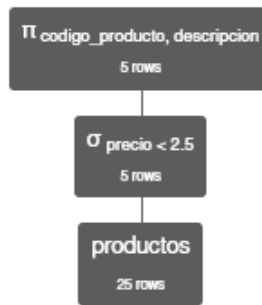 π codigo_producto, descripcion
5 rows
σ precio < 2.5
5 rows
productos
25 rows